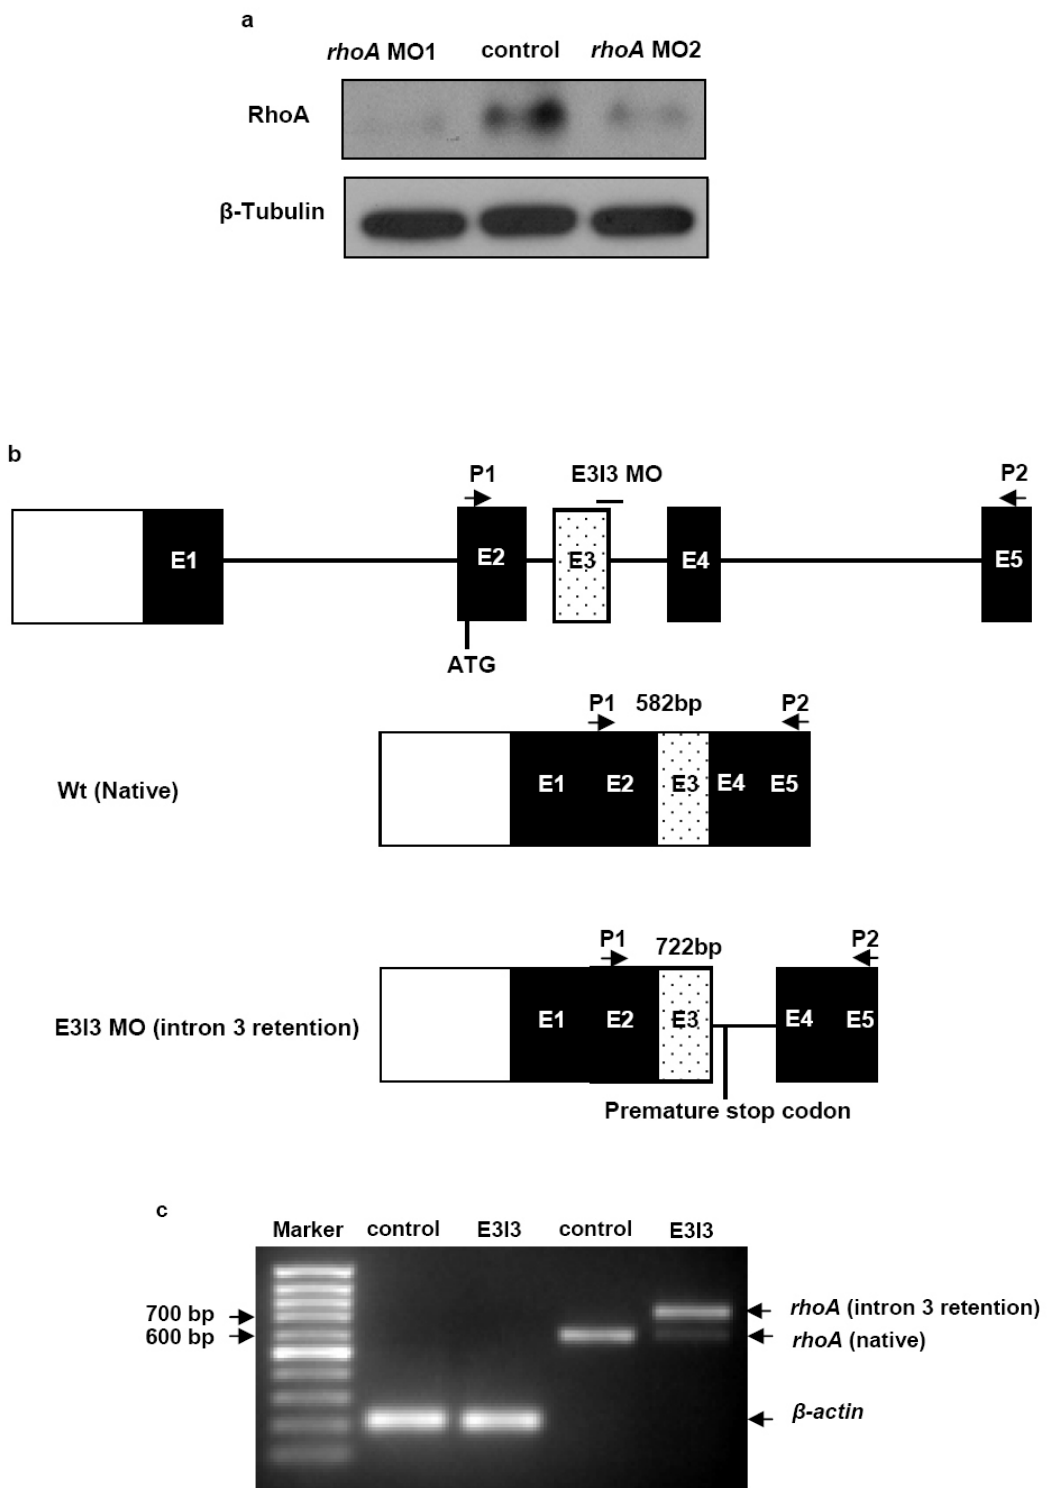 a
rhoA MO1 control rhoA MO2
RhoA
β-Tubulin
b
P1 E3I3 MO P2
E1 E2 E3 E4 E5
ATG
P1 582bp P2
Wt (Native) E1 E2 E3 E4 E5
P1 722bp P2
E3I3 MO (intron 3 retention) E1 E2 E3 E4 E5
Premature stop codon
c
Marker control E3I3 control E3I3
700 bp rhoA (intron 3 retention)
600 bp rhoA (native)
β-actin